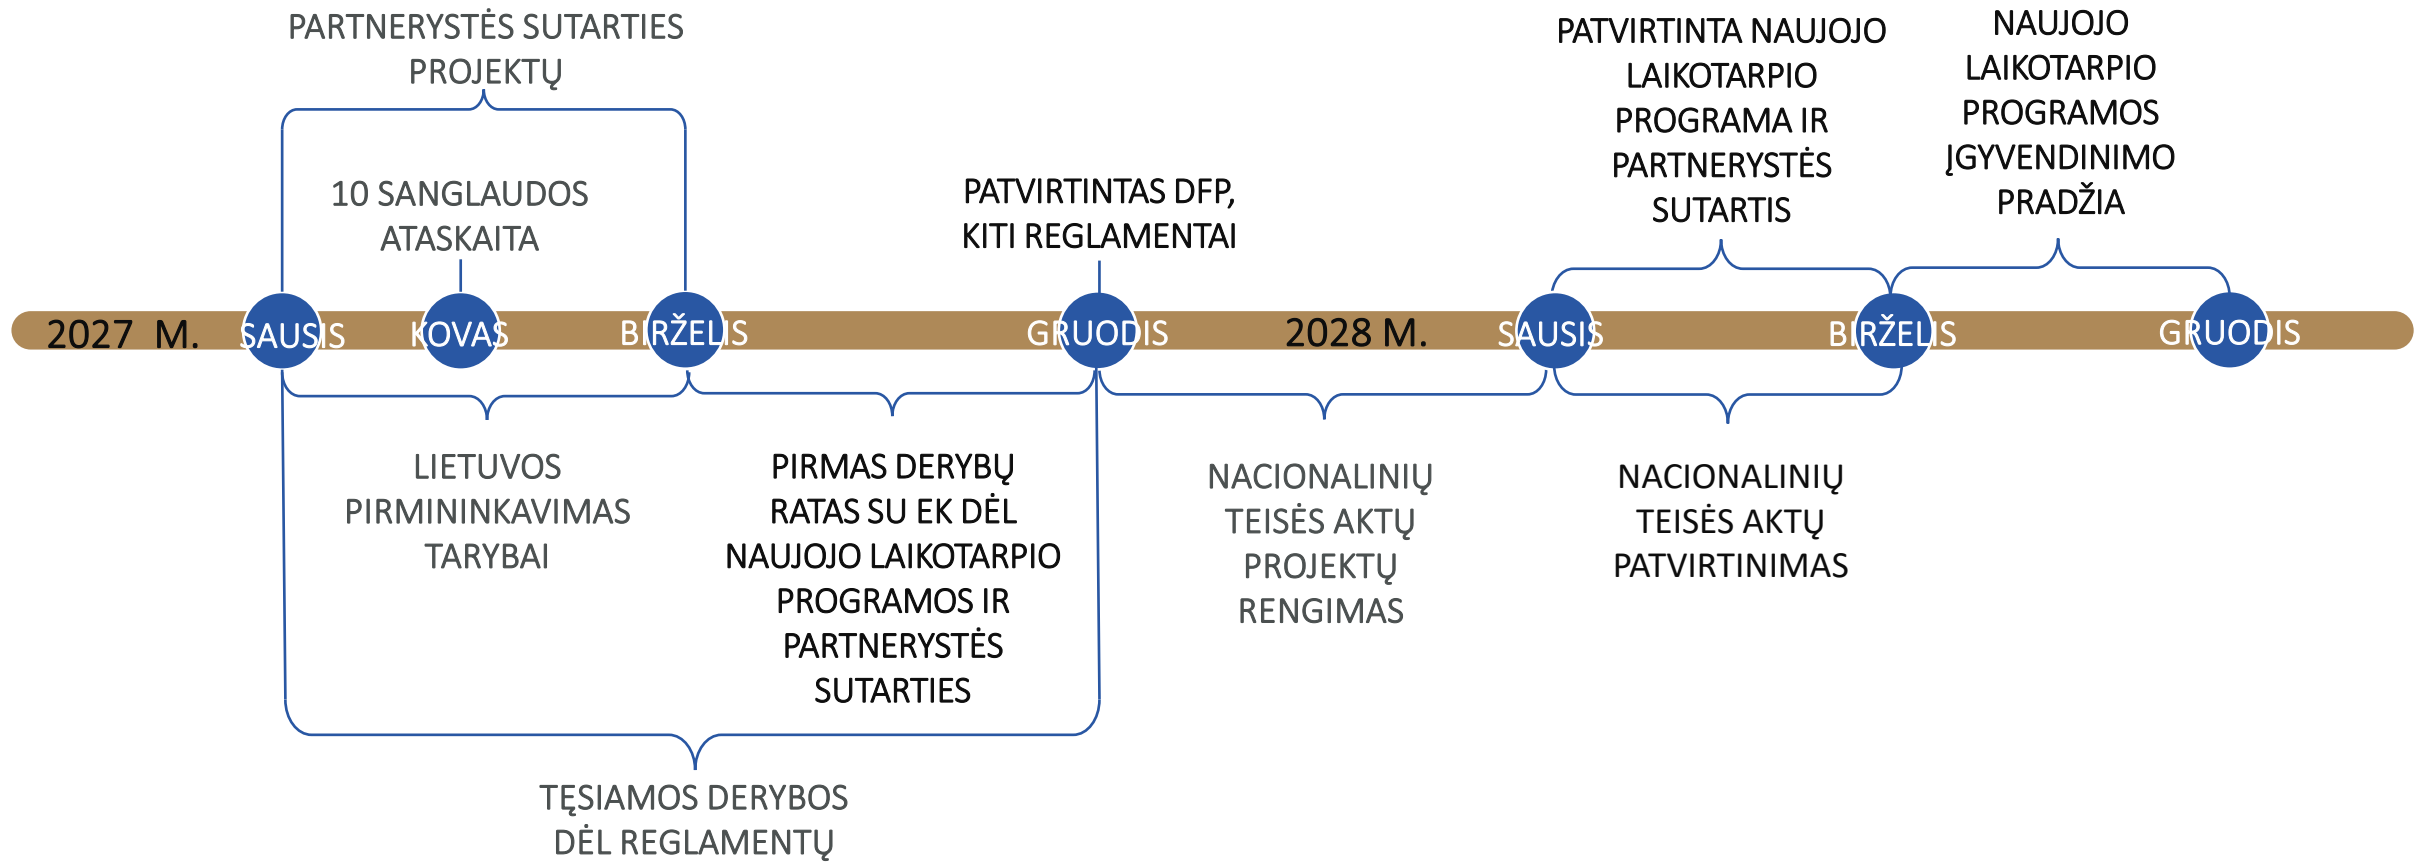 PARTNERYSTĖS SUTARTIES
PROJEKTŲ
10 SANGLAUDOS
ATASKAITA
PATVIRTINTAS DFP,
KITI REGLAMENTAI
PATVIRTINTA NAUJOJO
LAIKOTARPIO
PROGRAMA IR
PARTNERYSTĖS
SUTARTIS
NAUJOJO
LAIKOTARPIO
PROGRAMOS
ĮGYVENDINIMO
PRADŽIA
2027 M.
SAUSIS
KOVAS
BIRŽELIS
GRUODIS
2028 M.
SAUSIS
BIRŽELIS
GRUODIS
LIETUVOS
PIRMININKAVIMAS
TARYBAI
PIRMAS DERYBŲ
RATAS SU EK DĖL
NAUJOJO LAIKOTARPIO
PROGRAMOS IR
PARTNERYSTĖS
SUTARTIES
NACIONALINIŲ
TEISĖS AKTŲ
PROJEKTŲ
RENGIMAS
NACIONALINIŲ
TEISĖS AKTŲ
PATVIRTINIMAS
TĘSIAMOS DERYBOS
DĖL REGLAMENTŲ